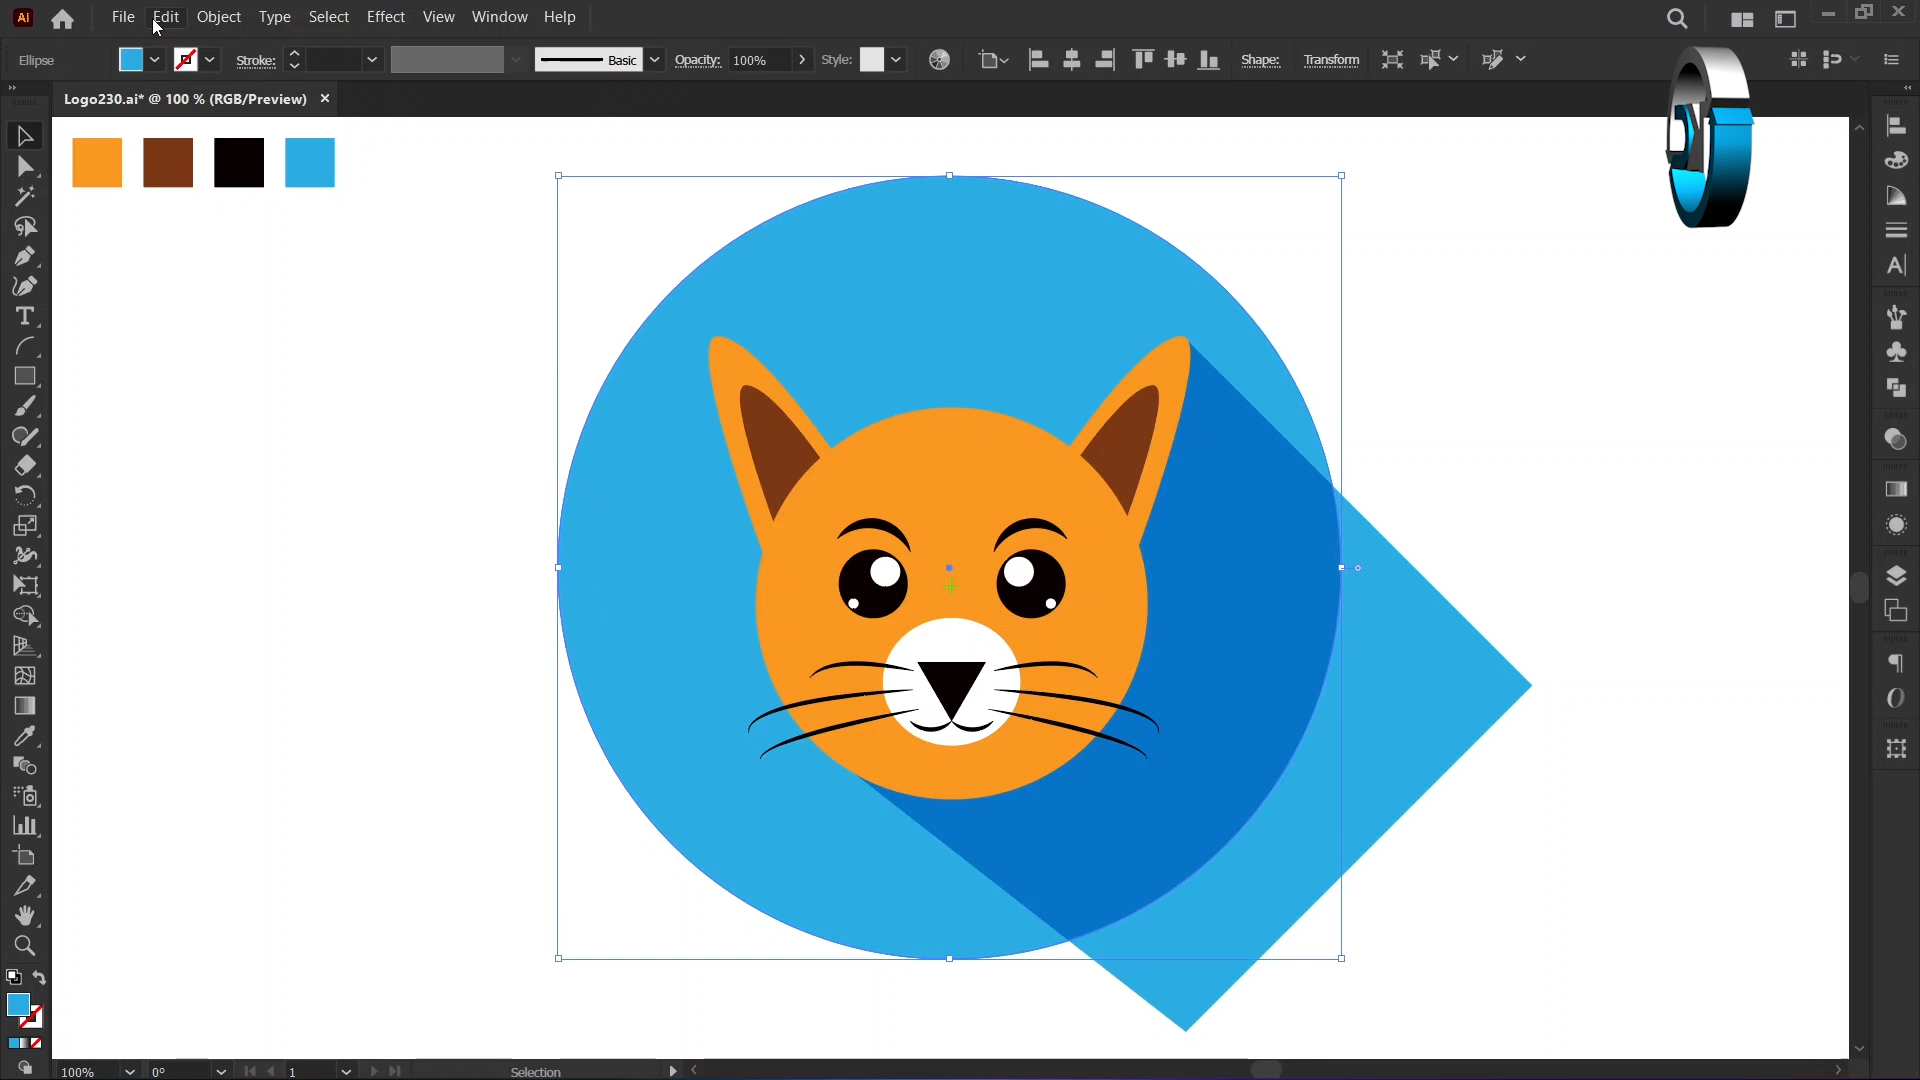 Ai File Edit Object Type Select Effect View Window Help
Ellipse Stroke: Basic Opacity: 100% Style: Shape: Transform
Logo230.ai* @ 100 % (RGB/Preview) ×
100% 0° 1 Selection